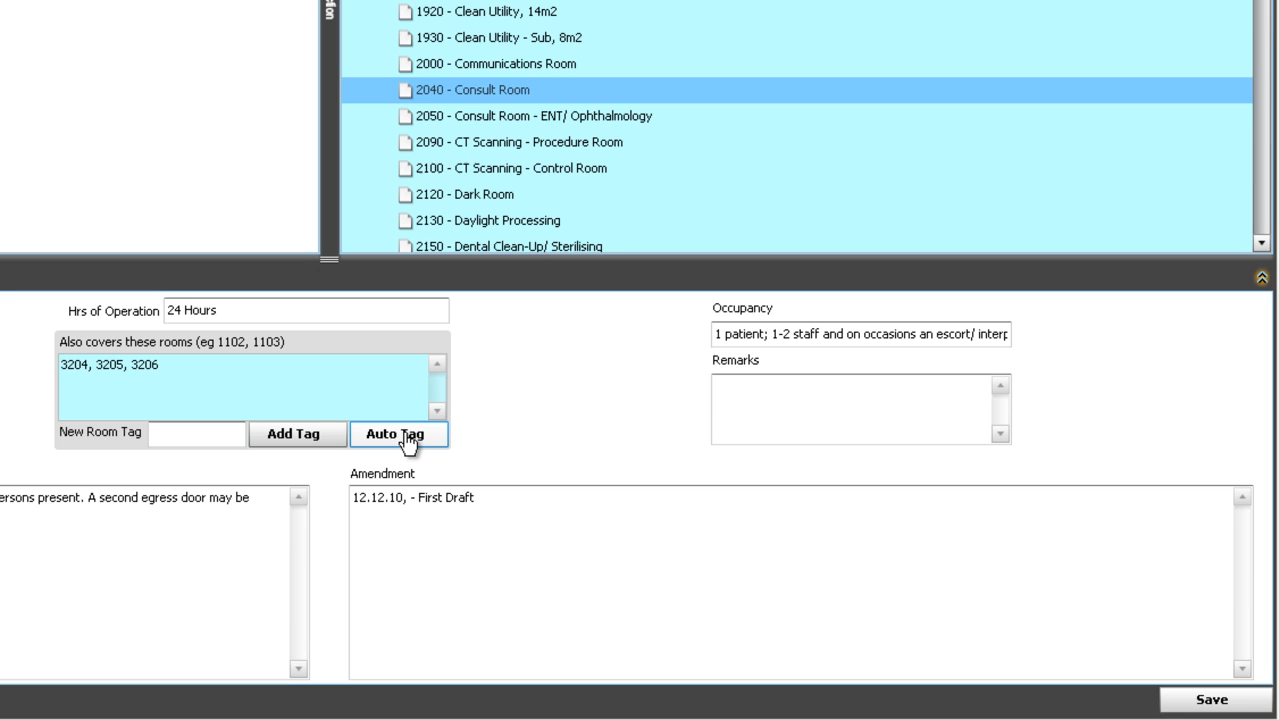 tion
1920 - Clean Utility, 14m2
1930 - Clean Utility - Sub, 8m2
2000 - Communications Room
2040 - Consult Room
2050 - Consult Room - ENT/ Ophthalmology
2090 - CT Scanning - Procedure Room
2100 - CT Scanning - Control Room
2120 - Dark Room
2130 - Daylight Processing
2150 - Dental Clean-Up/ Sterilising
Hrs of Operation 24 Hours
Also covers these rooms (eg 1102, 1103)
3204, 3205, 3206
New Room Tag Add Tag Auto Tag
Occupancy
1 patient; 1-2 staff and on occasions an escort/ interp
Remarks
ersons present. A second egress door may be
Amendment
12.12.10, - First Draft
Save